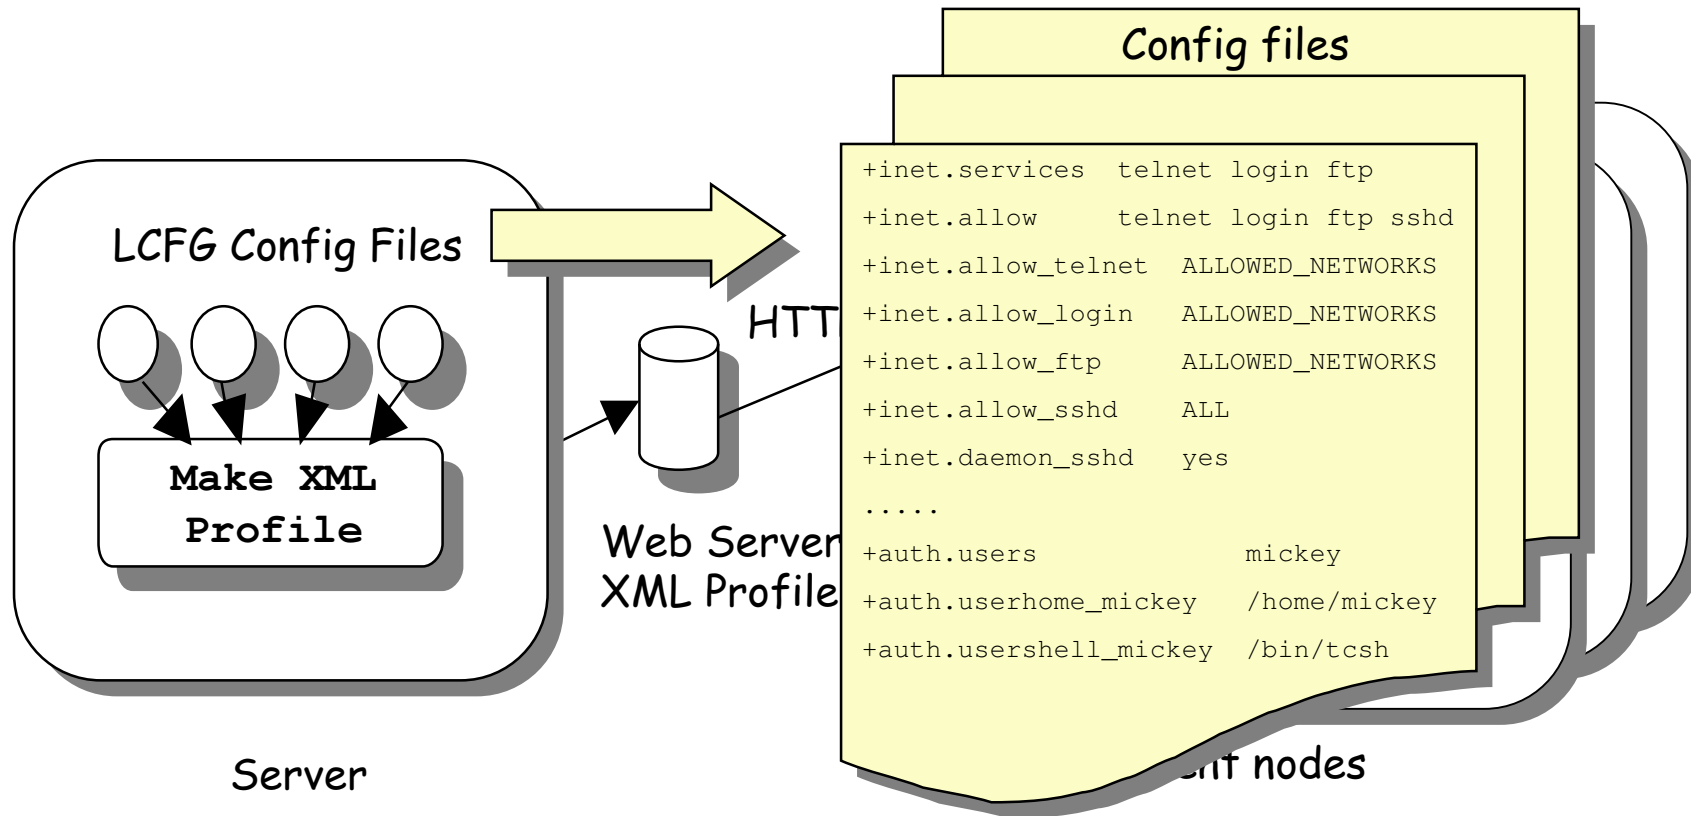 Config files
+inet.services telnet login ftp
+inet.allow telnet login ftp sshd
+inet.allow_telnet ALLOWED_NETWORKS
+inet.allow_login ALLOWED_NETWORKS
+inet.allow_ftp ALLOWED_NETWORKS
+inet.allow_sshd ALL
+inet.daemon_sshd yes
.....
+auth.users mickey
+auth.userhome_mickey /home/mickey
+auth.usershell_mickey /bin/tcsh
LCFG Config Files
Make XML
Profile
Server
Web Server
XML Profile
nodes